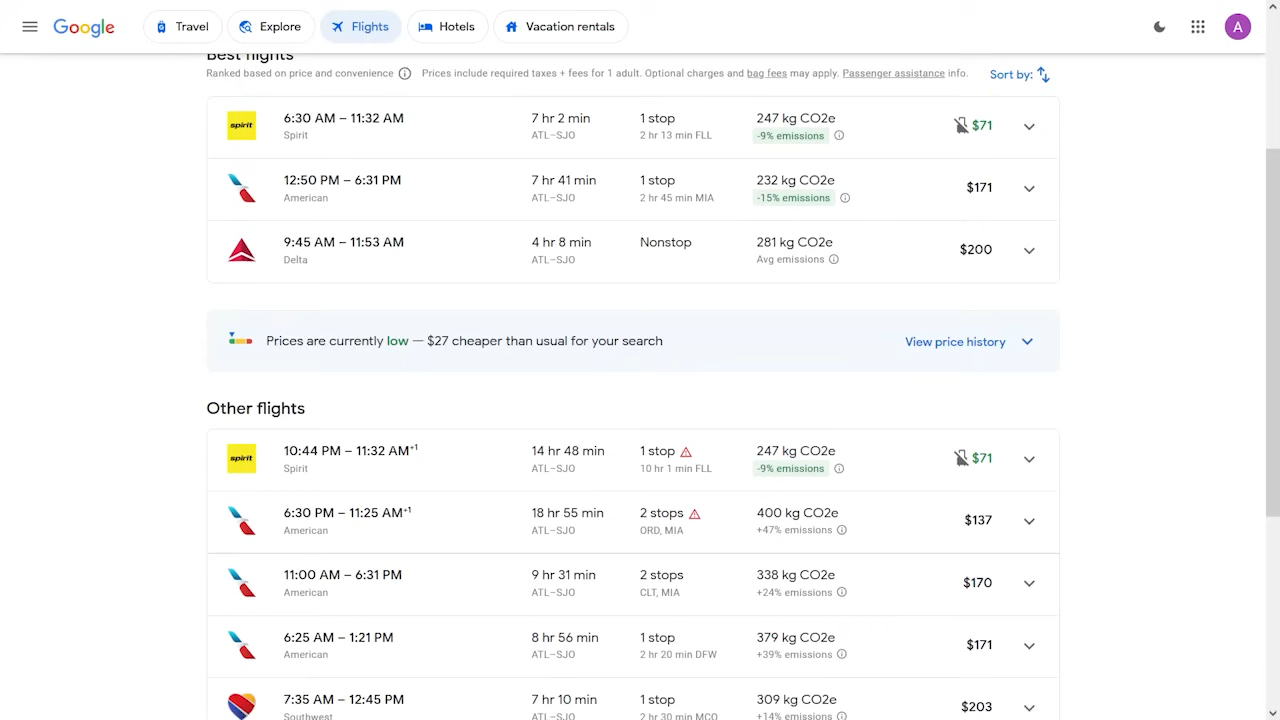 Google
Travel
Explore
Flights
Hotels
Vacation rentals
A
Best flights
Ranked based on price and convenience Prices include required taxes + fees for 1 adult. Optional charges and bag fees may apply. Passenger assistance info.
Sort by:
spirit
6:30 AM – 11:32 AM 7 hr 2 min 1 stop 247 kg CO2e $71
Spirit ATL–SJO 2 hr 13 min FLL -9% emissions
12:50 PM – 6:31 PM 7 hr 41 min 1 stop 232 kg CO2e $171
American ATL–SJO 2 hr 45 min MIA -15% emissions
9:45 AM – 11:53 AM 4 hr 8 min Nonstop 281 kg CO2e $200
Delta ATL–SJO Avg emissions
Prices are currently low — $27 cheaper than usual for your search View price history
Other flights
spirit
10:44 PM – 11:32 AM+1 14 hr 48 min 1 stop 247 kg CO2e $71
Spirit ATL–SJO 10 hr 1 min FLL -9% emissions
6:30 PM – 11:25 AM+1 18 hr 55 min 2 stops 400 kg CO2e $137
American ATL–SJO ORD, MIA +47% emissions
11:00 AM – 6:31 PM 9 hr 31 min 2 stops 338 kg CO2e $170
American ATL–SJO CLT, MIA +24% emissions
6:25 AM – 1:21 PM 8 hr 56 min 1 stop 379 kg CO2e $171
American ATL–SJO 2 hr 20 min DFW +39% emissions
7:35 AM – 12:45 PM 7 hr 10 min 1 stop 309 kg CO2e $203
Southwest ATL–SJO 2 hr 30 min MCO +14% emissions